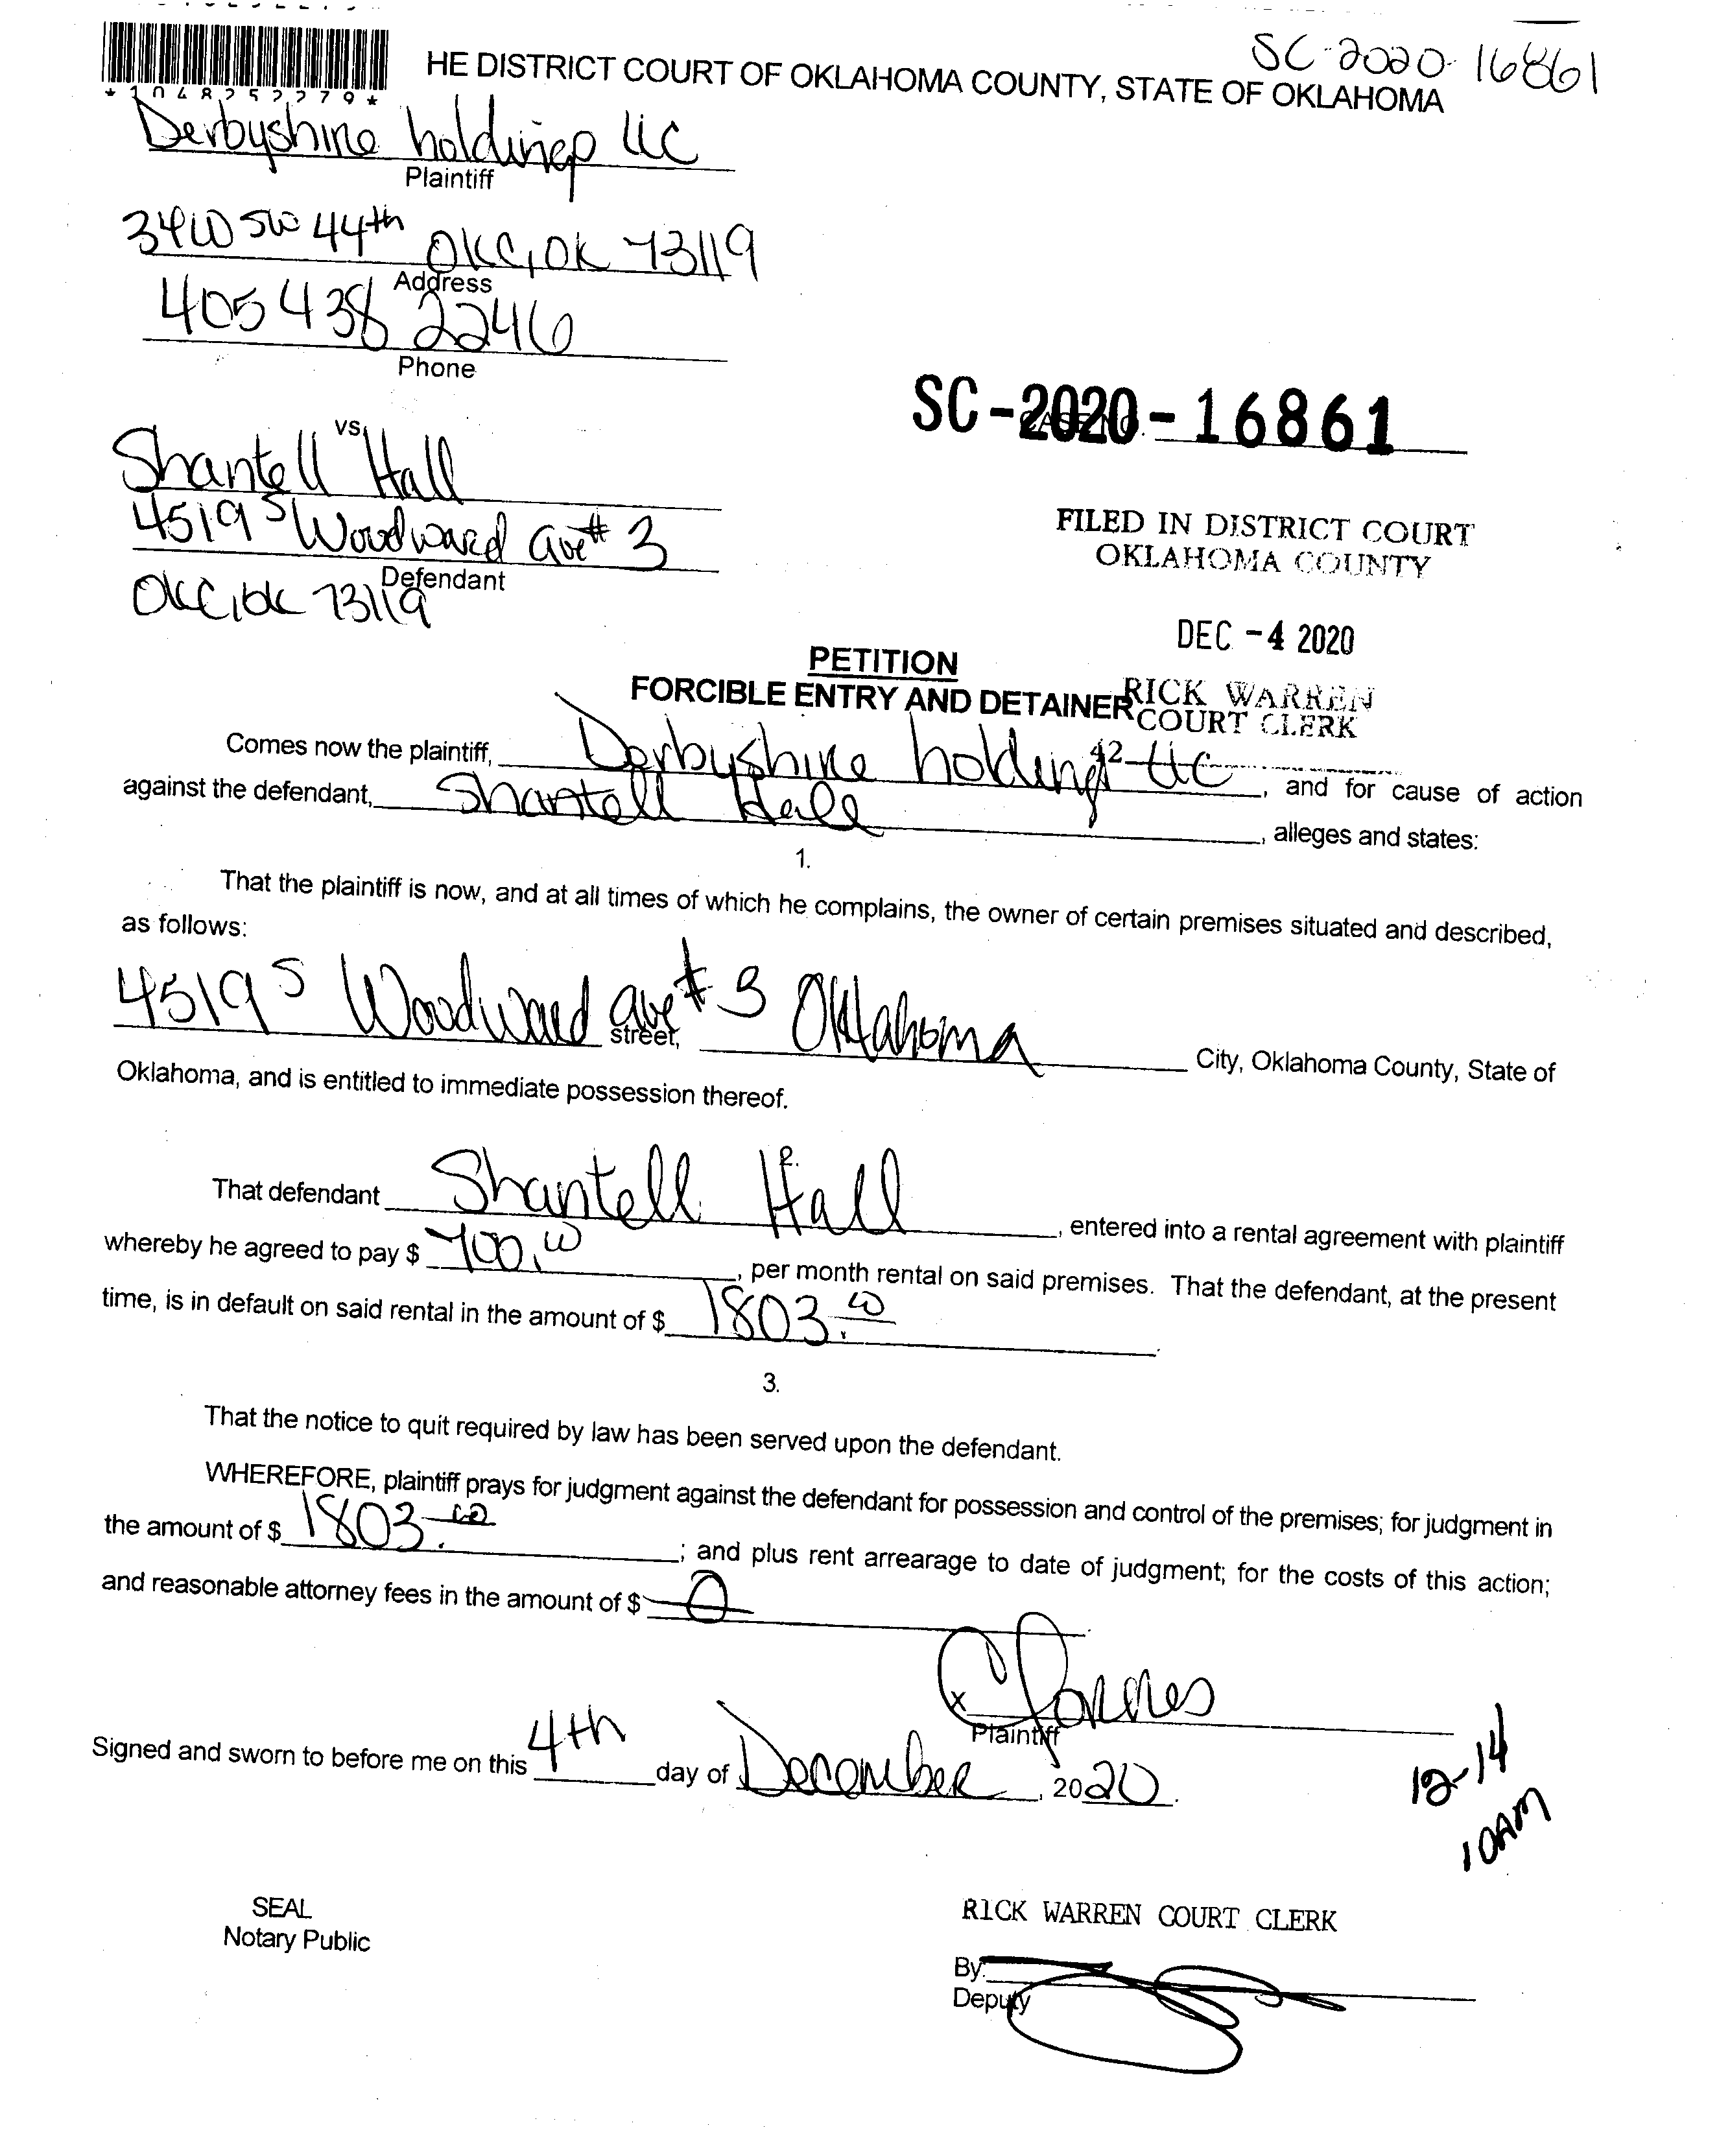 SC-2020-16861
*1048252279*
HE DISTRICT COURT OF OKLAHOMA COUNTY, STATE OF OKLAHOMA
Derbyshire holdings LLC
Plaintiff
SW 44th OKC, OK 73119
Address
405 438 2246
Phone
vs.
SC-2020-16861
CASE NO.
Shantell Hall
4519 S Woodward ave # 3
Defendant
OKC, OK 73119
FILED IN DISTRICT COURT
OKLAHOMA COUNTY
DEC -4 2020
RICK WARREN
COURT CLERK
42
PETITION
FORCIBLE ENTRY AND DETAINER
Comes now the plaintiff, Derbyshire holdings LLC, and for cause of action
against the defendant, Shantell Hall, alleges and states:
1.
That the plaintiff is now, and at all times of which he complains, the owner of certain premises situated and described,
as follows:
4519 S Woodward ave # 3 street, Oklahoma City, Oklahoma County, State of
Oklahoma, and is entitled to immediate possession thereof.
2.
That defendant Shantell Hall, entered into a rental agreement with plaintiff
whereby he agreed to pay $ 700.00, per month rental on said premises. That the defendant, at the present
time, is in default on said rental in the amount of $ 1803.00.
3.
That the notice to quit required by law has been served upon the defendant.
WHEREFORE, plaintiff prays for judgment against the defendant for possession and control of the premises; for judgment in
the amount of $ 1803.00; and plus rent arrearage to date of judgment; for the costs of this action;
and reasonable attorney fees in the amount of $ 0.
x
Plaintiff
Signed and sworn to before me on this 4th day of December, 2020.
12-14
10AM
SEAL
Notary Public
RICK WARREN COURT CLERK
By:
Deputy